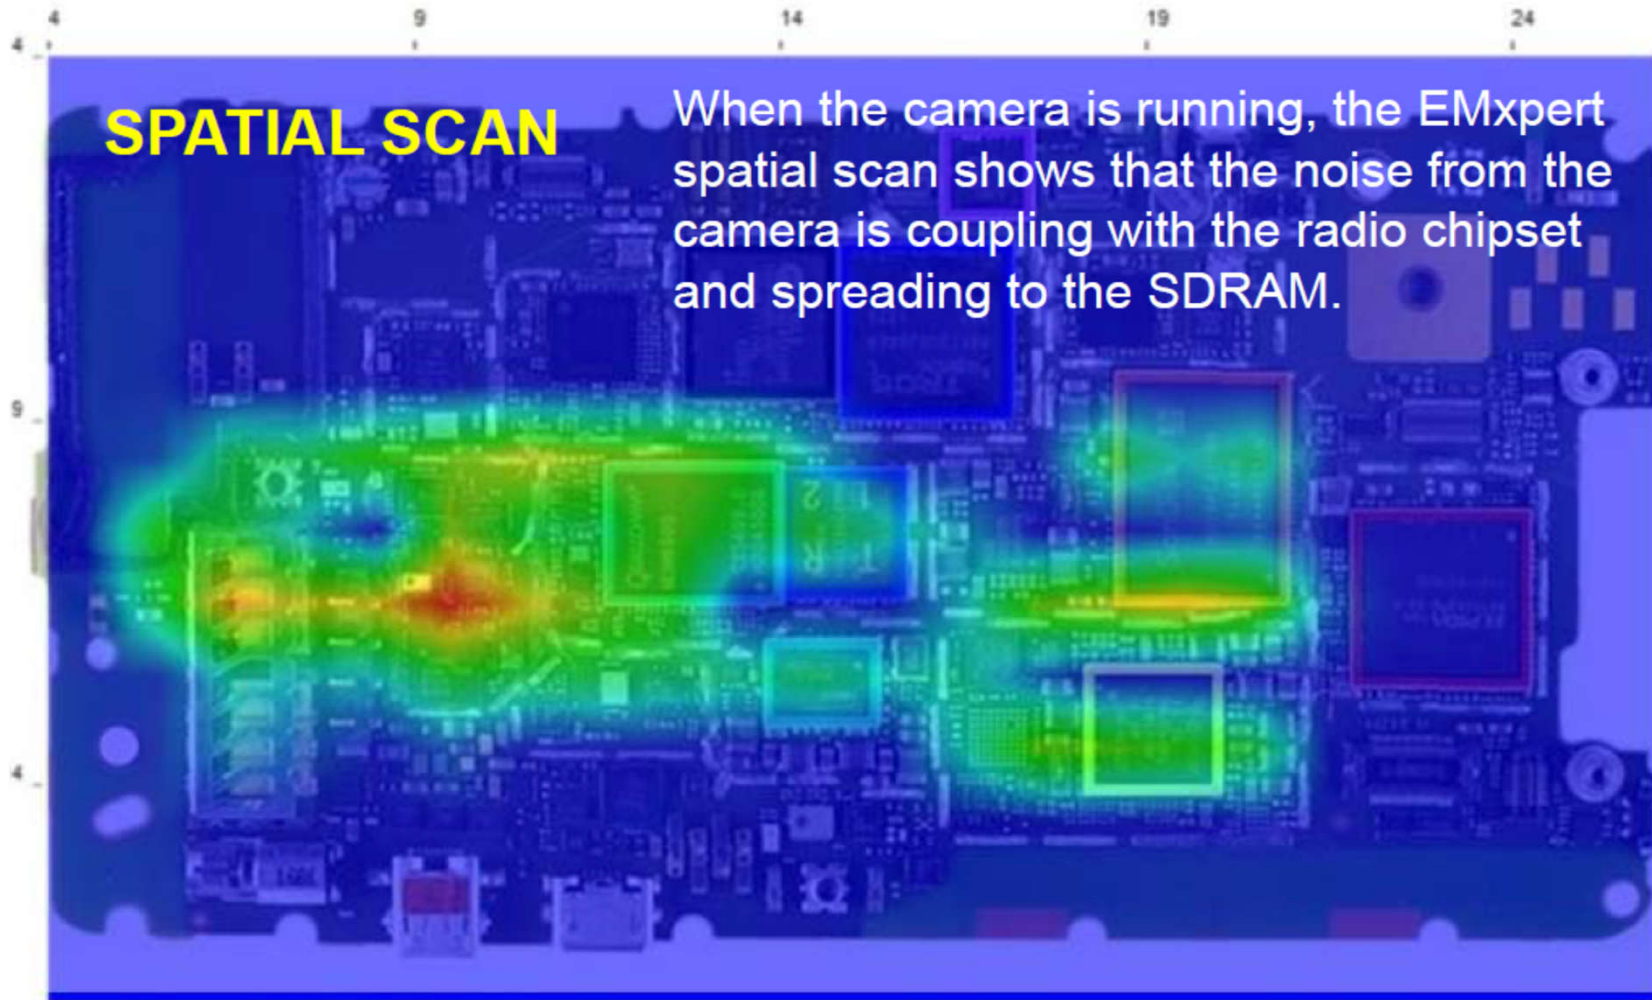 4 9 14 19 24
4
SPATIAL SCAN
When the camera is running, the EMxpert
spatial scan shows that the noise from the
camera is coupling with the radio chipset
and spreading to the SDRAM.
9
4